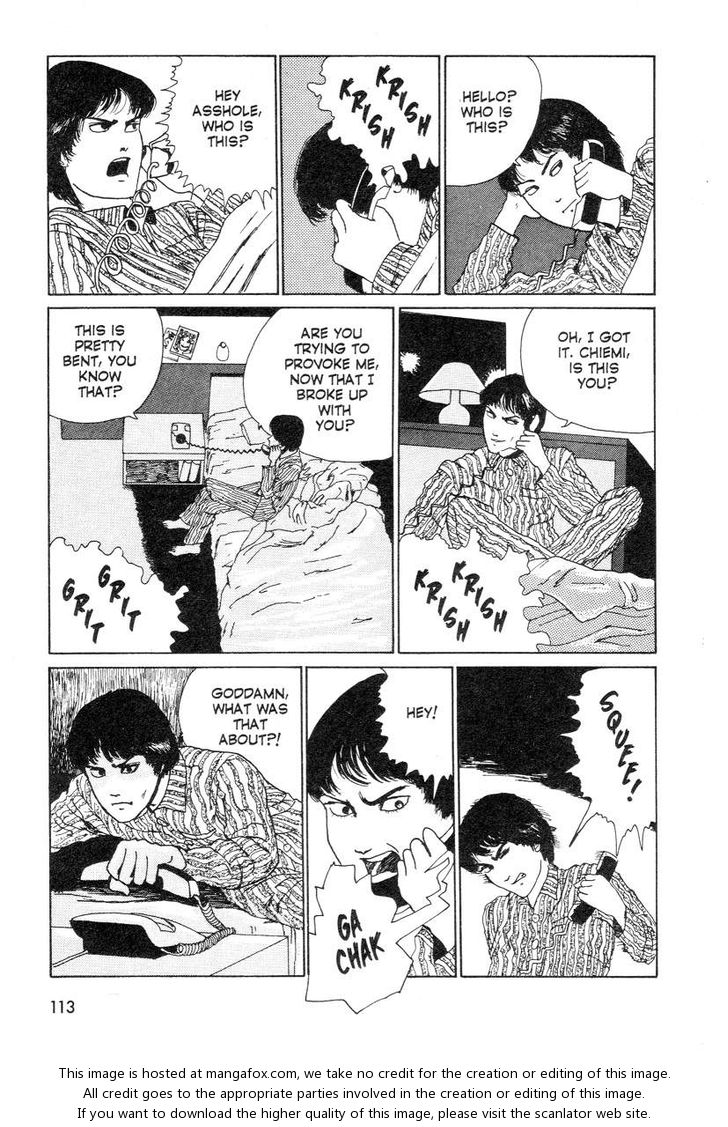 HELLO?
WHO IS
THIS?
KRISH
KRISH
HEY
ASSHOLE,
WHO IS
THIS?
OH, I GOT
IT. CHIEMI,
IS THIS
YOU?
KRISH
KRISH
ARE YOU
TRYING TO
PROVOKE ME,
NOW THAT I
BROKE UP
WITH
YOU?
THIS IS
PRETTY
BENT, YOU
KNOW
THAT?
GRIT
GRIT
SQUEE!
HEY!
GA
CHAK
GODDAMN,
WHAT WAS
THAT
ABOUT?!
113
This image is hosted at mangafox.com, we take no credit for the creation or editing of this image.
All credit goes to the appropriate parties involved in the creation or editing of this image.
If you want to download the higher quality of this image, please visit the scanlator web site.